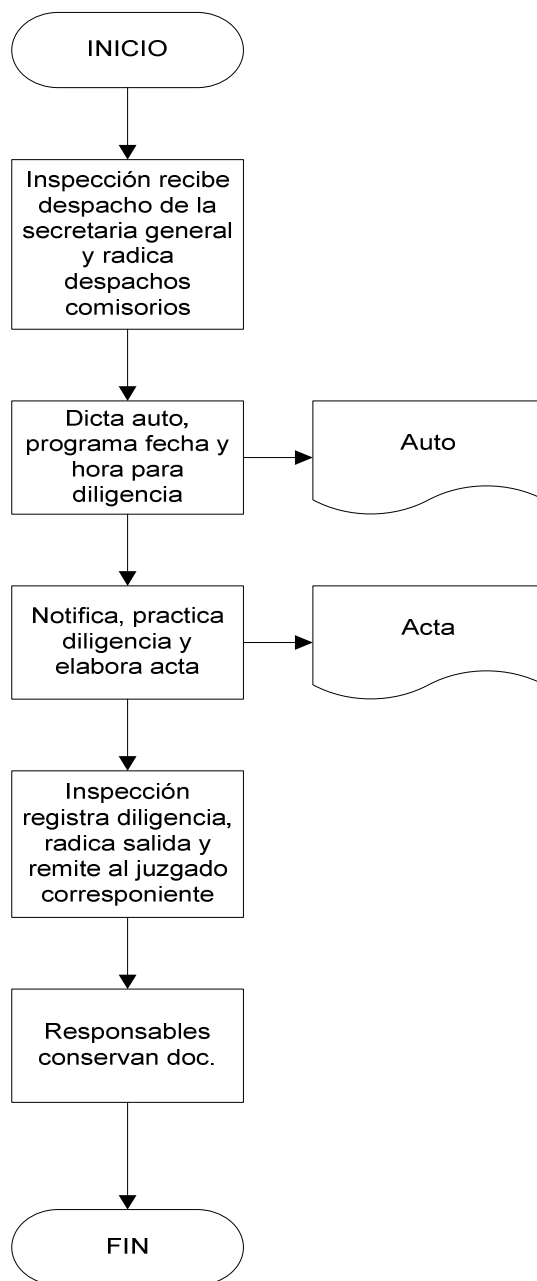 INICIO
Inspección recibe
despacho de la
secretaria general
y radica
despachos
comisorios
Dicta auto,
programa fecha y
hora para
diligencia
Auto
Notifica, practica
diligencia y
elabora acta
Acta
Inspección
registra diligencia,
radica salida y
remite al juzgado
corresponiente
Responsables
conservan doc.
FIN